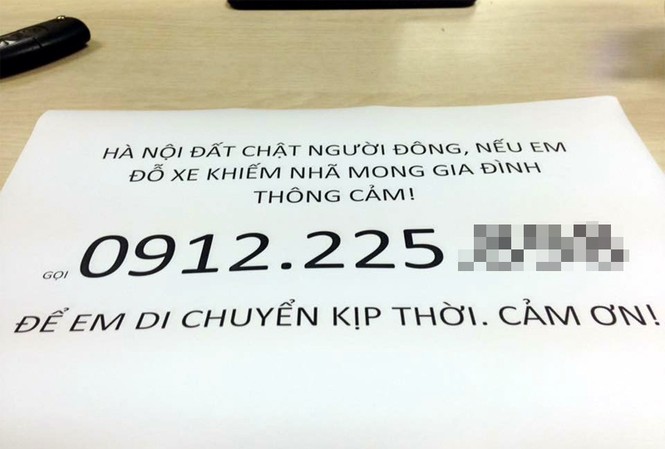 HÀ NỘI ĐẤT CHẬT NGƯỜI ĐÔNG, NẾU EM
ĐỖ XE KHIẾM NHÃ MONG GIA ĐÌNH
THÔNG CẢM!
GỌI 0912.225
ĐỂ EM DI CHUYỂN KỊP THỜI. CẢM ƠN!